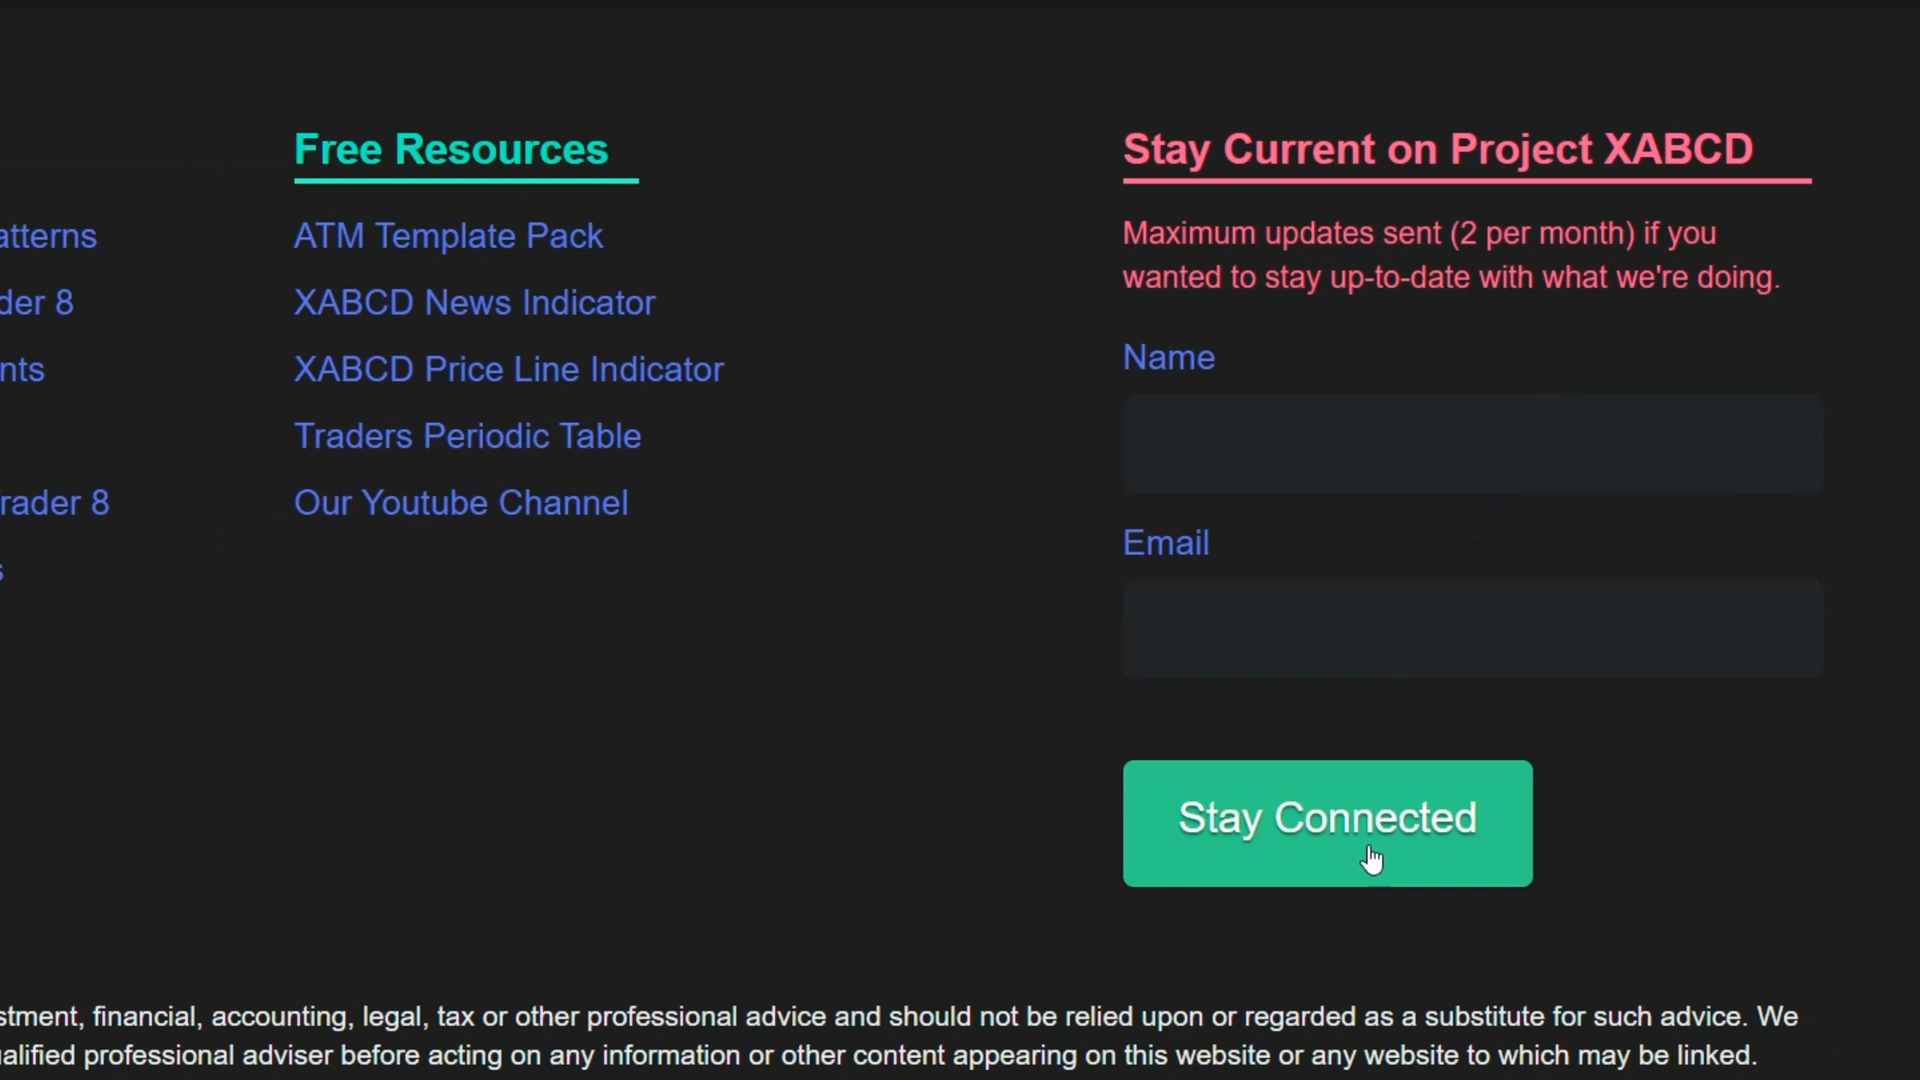 Free Resources
ATM Template Pack
XABCD News Indicator
XABCD Price Line Indicator
Traders Periodic Table
Our Youtube Channel
atterns
der 8
nts
rader 8
s
Stay Current on Project XABCD
Maximum updates sent (2 per month) if you
wanted to stay up-to-date with what we're doing.
Name
Email
Stay Connected
stment, financial, accounting, legal, tax or other professional advice and should not be relied upon or regarded as a substitute for such advice. We
alified professional adviser before acting on any information or other content appearing on this website or any website to which may be linked.